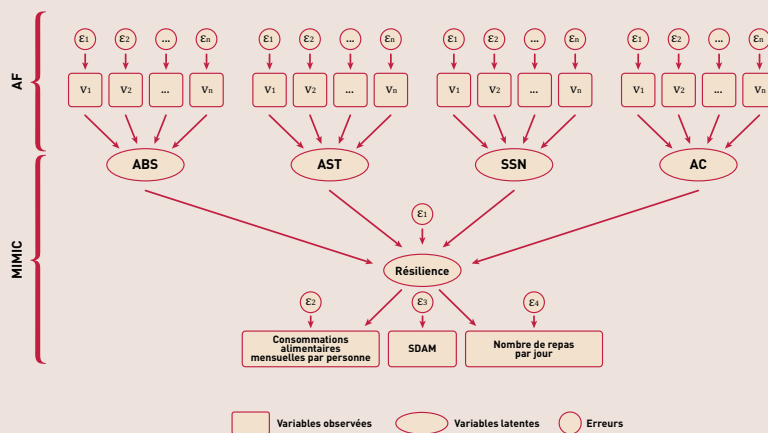 AF
ε1 ε2 ... εn ε1 ε2 ... εn ε1 ε2 ... εn ε1 ε2 ... εn
V1 V2 ... Vn V1 V2 ... Vn V1 V2 ... Vn V1 V2 ... Vn
ABS AST SSN AC
MIMIC
ε1
Résilience
ε2 ε3 ε4
Consommations
alimentaires
mensuelles par personne
SDAM
Nombre de repas
par jour
Variables observées Variables latentes Erreurs